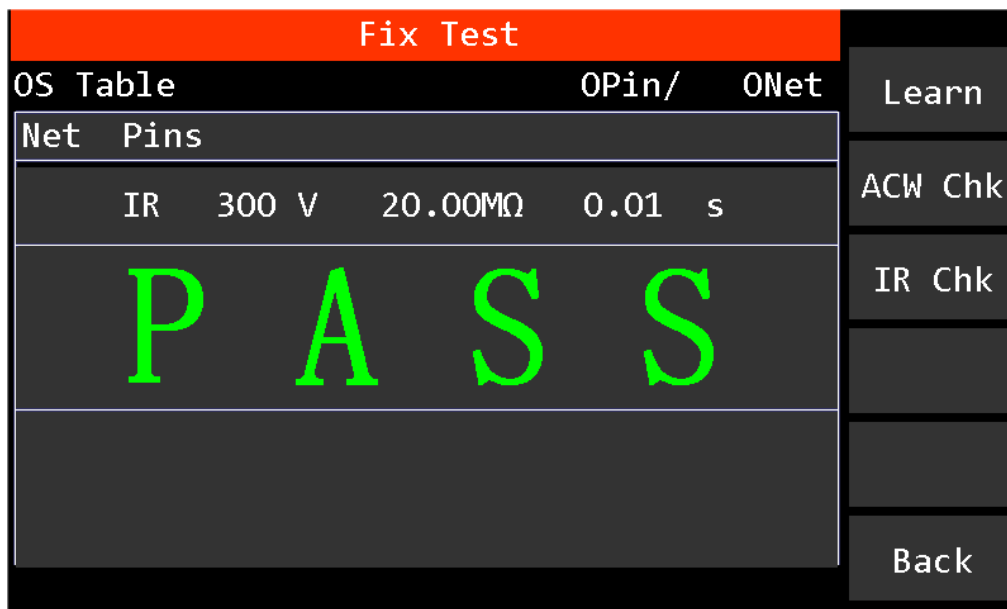 Fix Test
OS Table OPin/ ONet
Net Pins
IR 300 V 20.00MΩ 0.01 s
P A S S
Learn
ACW Chk
IR Chk
Back